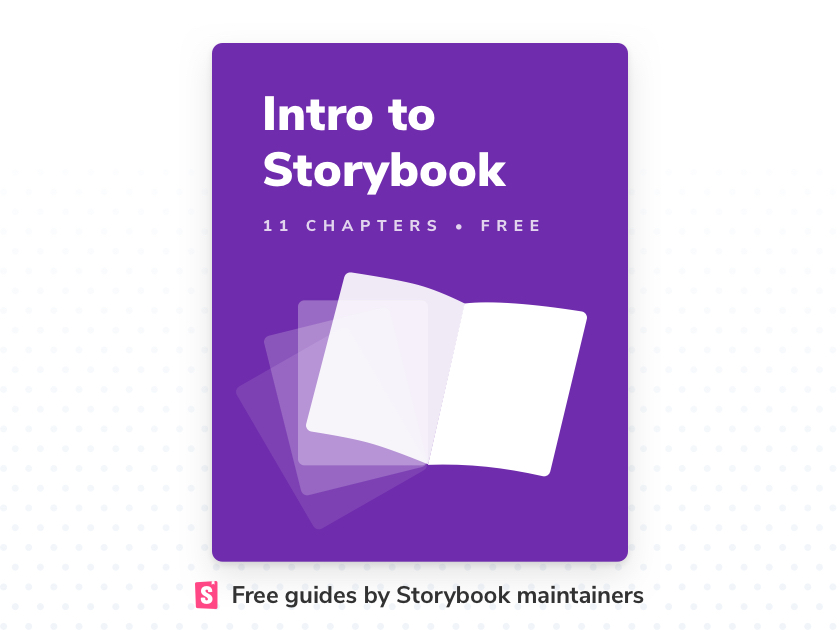 Intro to
Storybook
11 CHAPTERS • FREE
S Free guides by Storybook maintainers